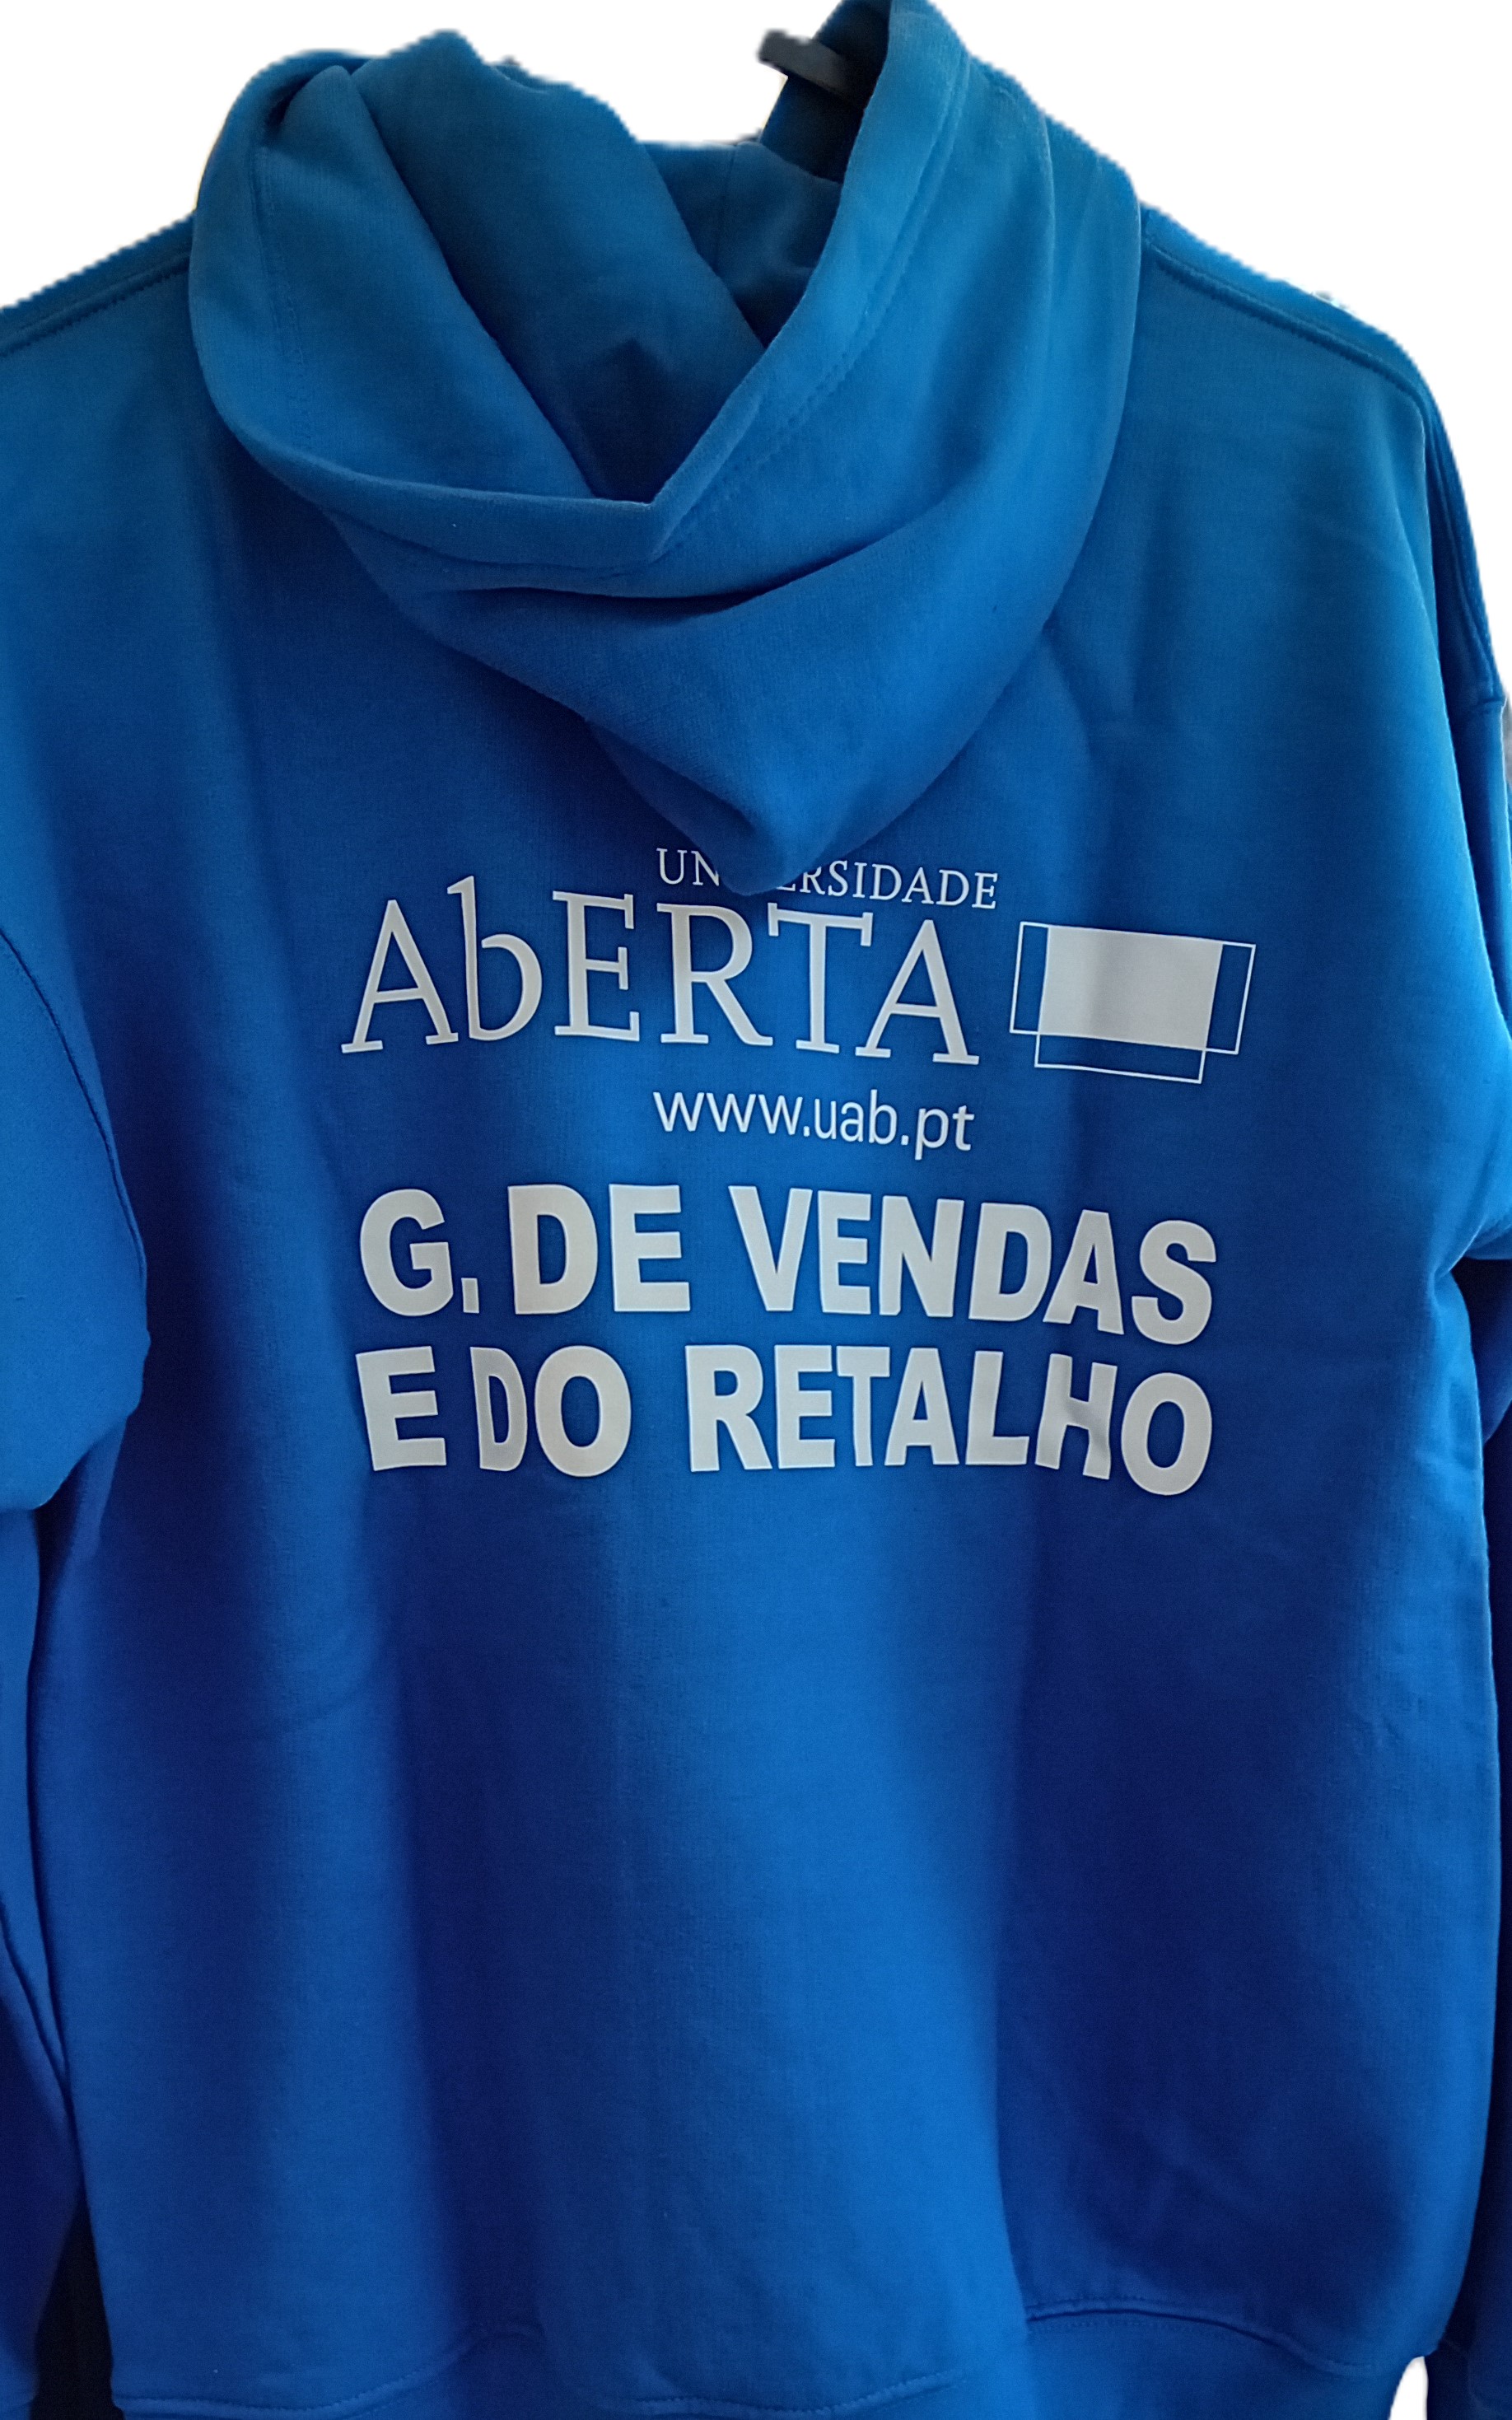 UNIVERSIDADE
AbERTA
www.uab.pt
G. DE VENDAS
E DO RETALHO